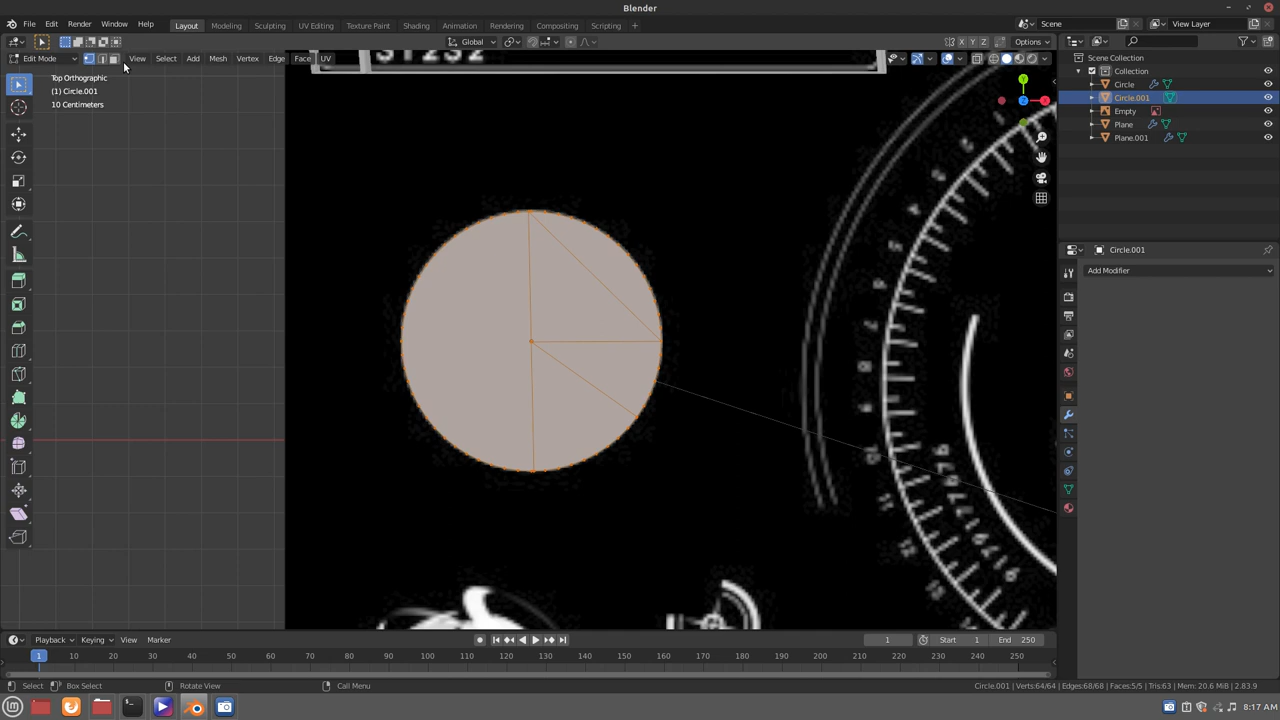 Blender
File Edit Render Window Help
Layout Modeling Sculpting UV Editing Texture Paint Shading Animation Rendering Compositing Scripting +
Scene
View Layer
Global
X Y Z
Options
Edit Mode
View Select Add Mesh Vertex Edge Face UV
Top Orthographic
(1) Circle.001
10 Centimeters
Y
X
Z
Scene Collection
Collection
Circle
Circle.001
Empty
Plane
Plane.001
Circle.001
Add Modifier
7
8
9
10
11
12
Playback Keying View Marker
1
Start 1
End 250
1 10 20 30 40 50 60 70 80 90 100 110 120 130 140 150 160 170 180 190 200 210 220 230 240 250
Select
Box Select
Rotate View
Call Menu
Circle.001 | Verts:64/64 | Edges:68/68 | Faces:5/5 | Tris:63 | Mem: 20.6 MiB | 2.83.9
8:17 AM